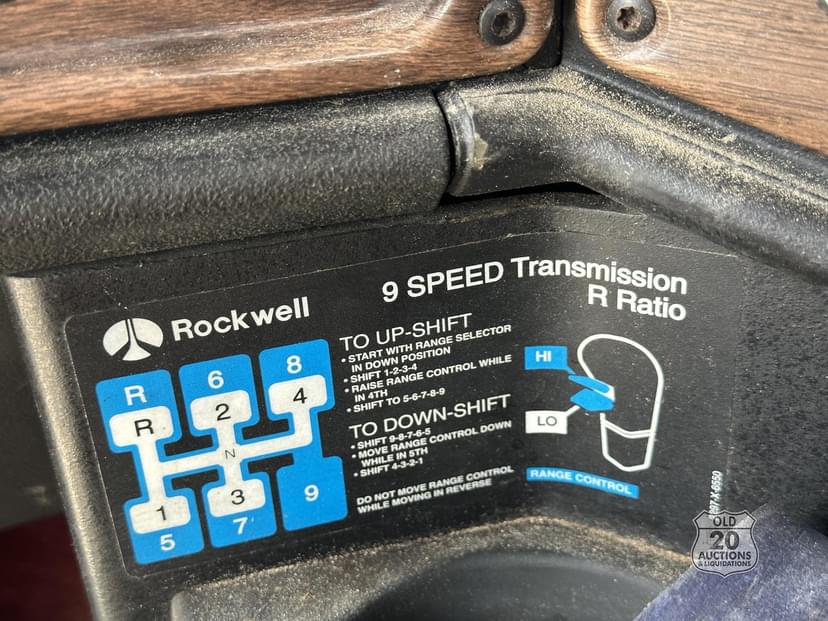 Rockwell
9 SPEED Transmission
R Ratio
R 6 8
R 2 4
N
1 3 9
5 7
TO UP-SHIFT
• START WITH RANGE SELECTOR
IN DOWN POSITION
• SHIFT 1-2-3-4
• RAISE RANGE CONTROL WHILE
IN 4TH
• SHIFT TO 5-6-7-8-9
TO DOWN-SHIFT
• SHIFT 9-8-7-6-5
• MOVE RANGE CONTROL DOWN
WHILE IN 5TH
• SHIFT 4-3-2-1
DO NOT MOVE RANGE CONTROL
WHILE MOVING IN REVERSE
HI
LO
RANGE CONTROL
OLD
20
AUCTIONS
& LIQUIDATIONS